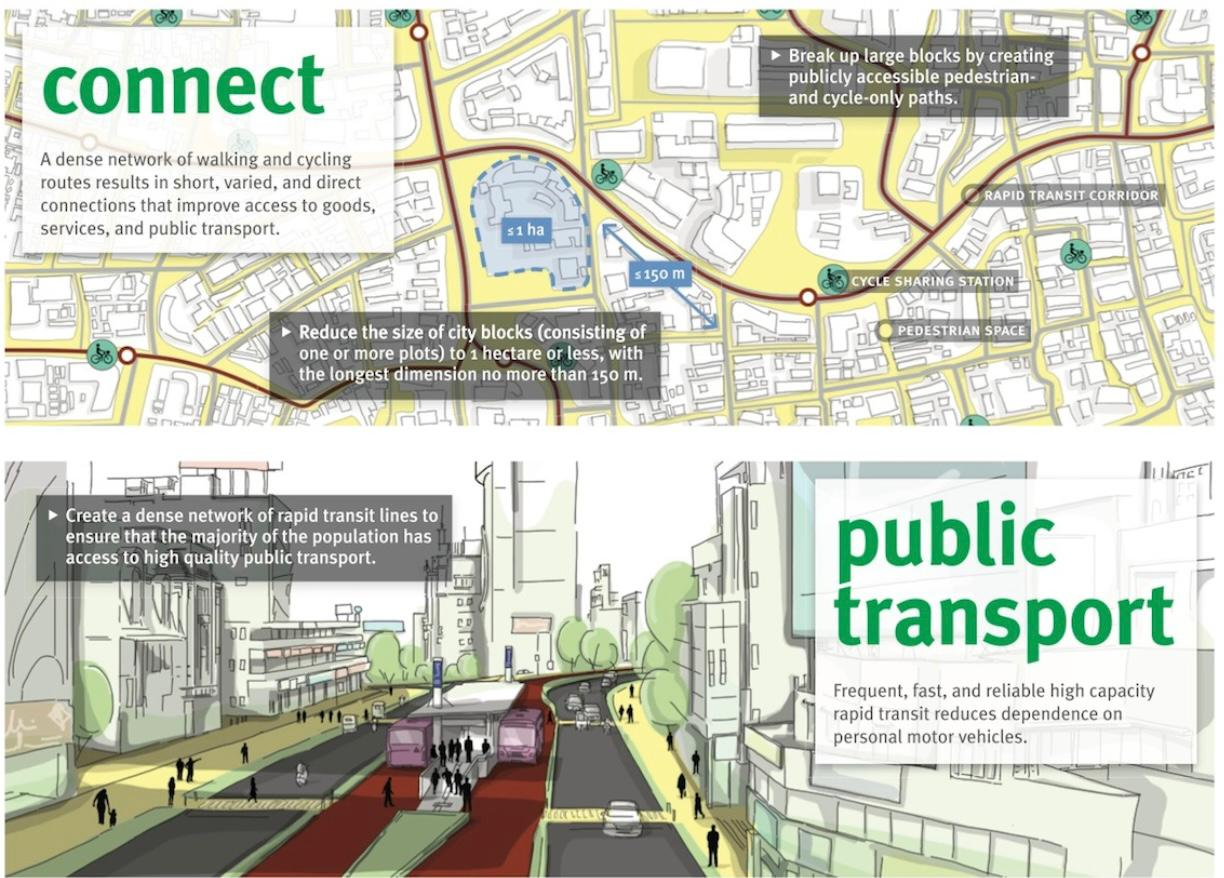 connect
A dense network of walking and cycling
routes results in short, varied, and direct
connections that improve access to goods,
services, and public transport.
▶ Break up large blocks by creating
publicly accessible pedestrian-
and cycle-only paths.
RAPID TRANSIT CORRIDOR
≤ 1 ha
≤ 150 m
CYCLE SHARING STATION
PEDESTRIAN SPACE
▶ Reduce the size of city blocks (consisting of
one or more plots) to 1 hectare or less, with
the longest dimension no more than 150 m.
▶ Create a dense network of rapid transit lines to
ensure that the majority of the population has
access to high quality public transport.
public
transport
Frequent, fast, and reliable high capacity
rapid transit reduces dependence on
personal motor vehicles.